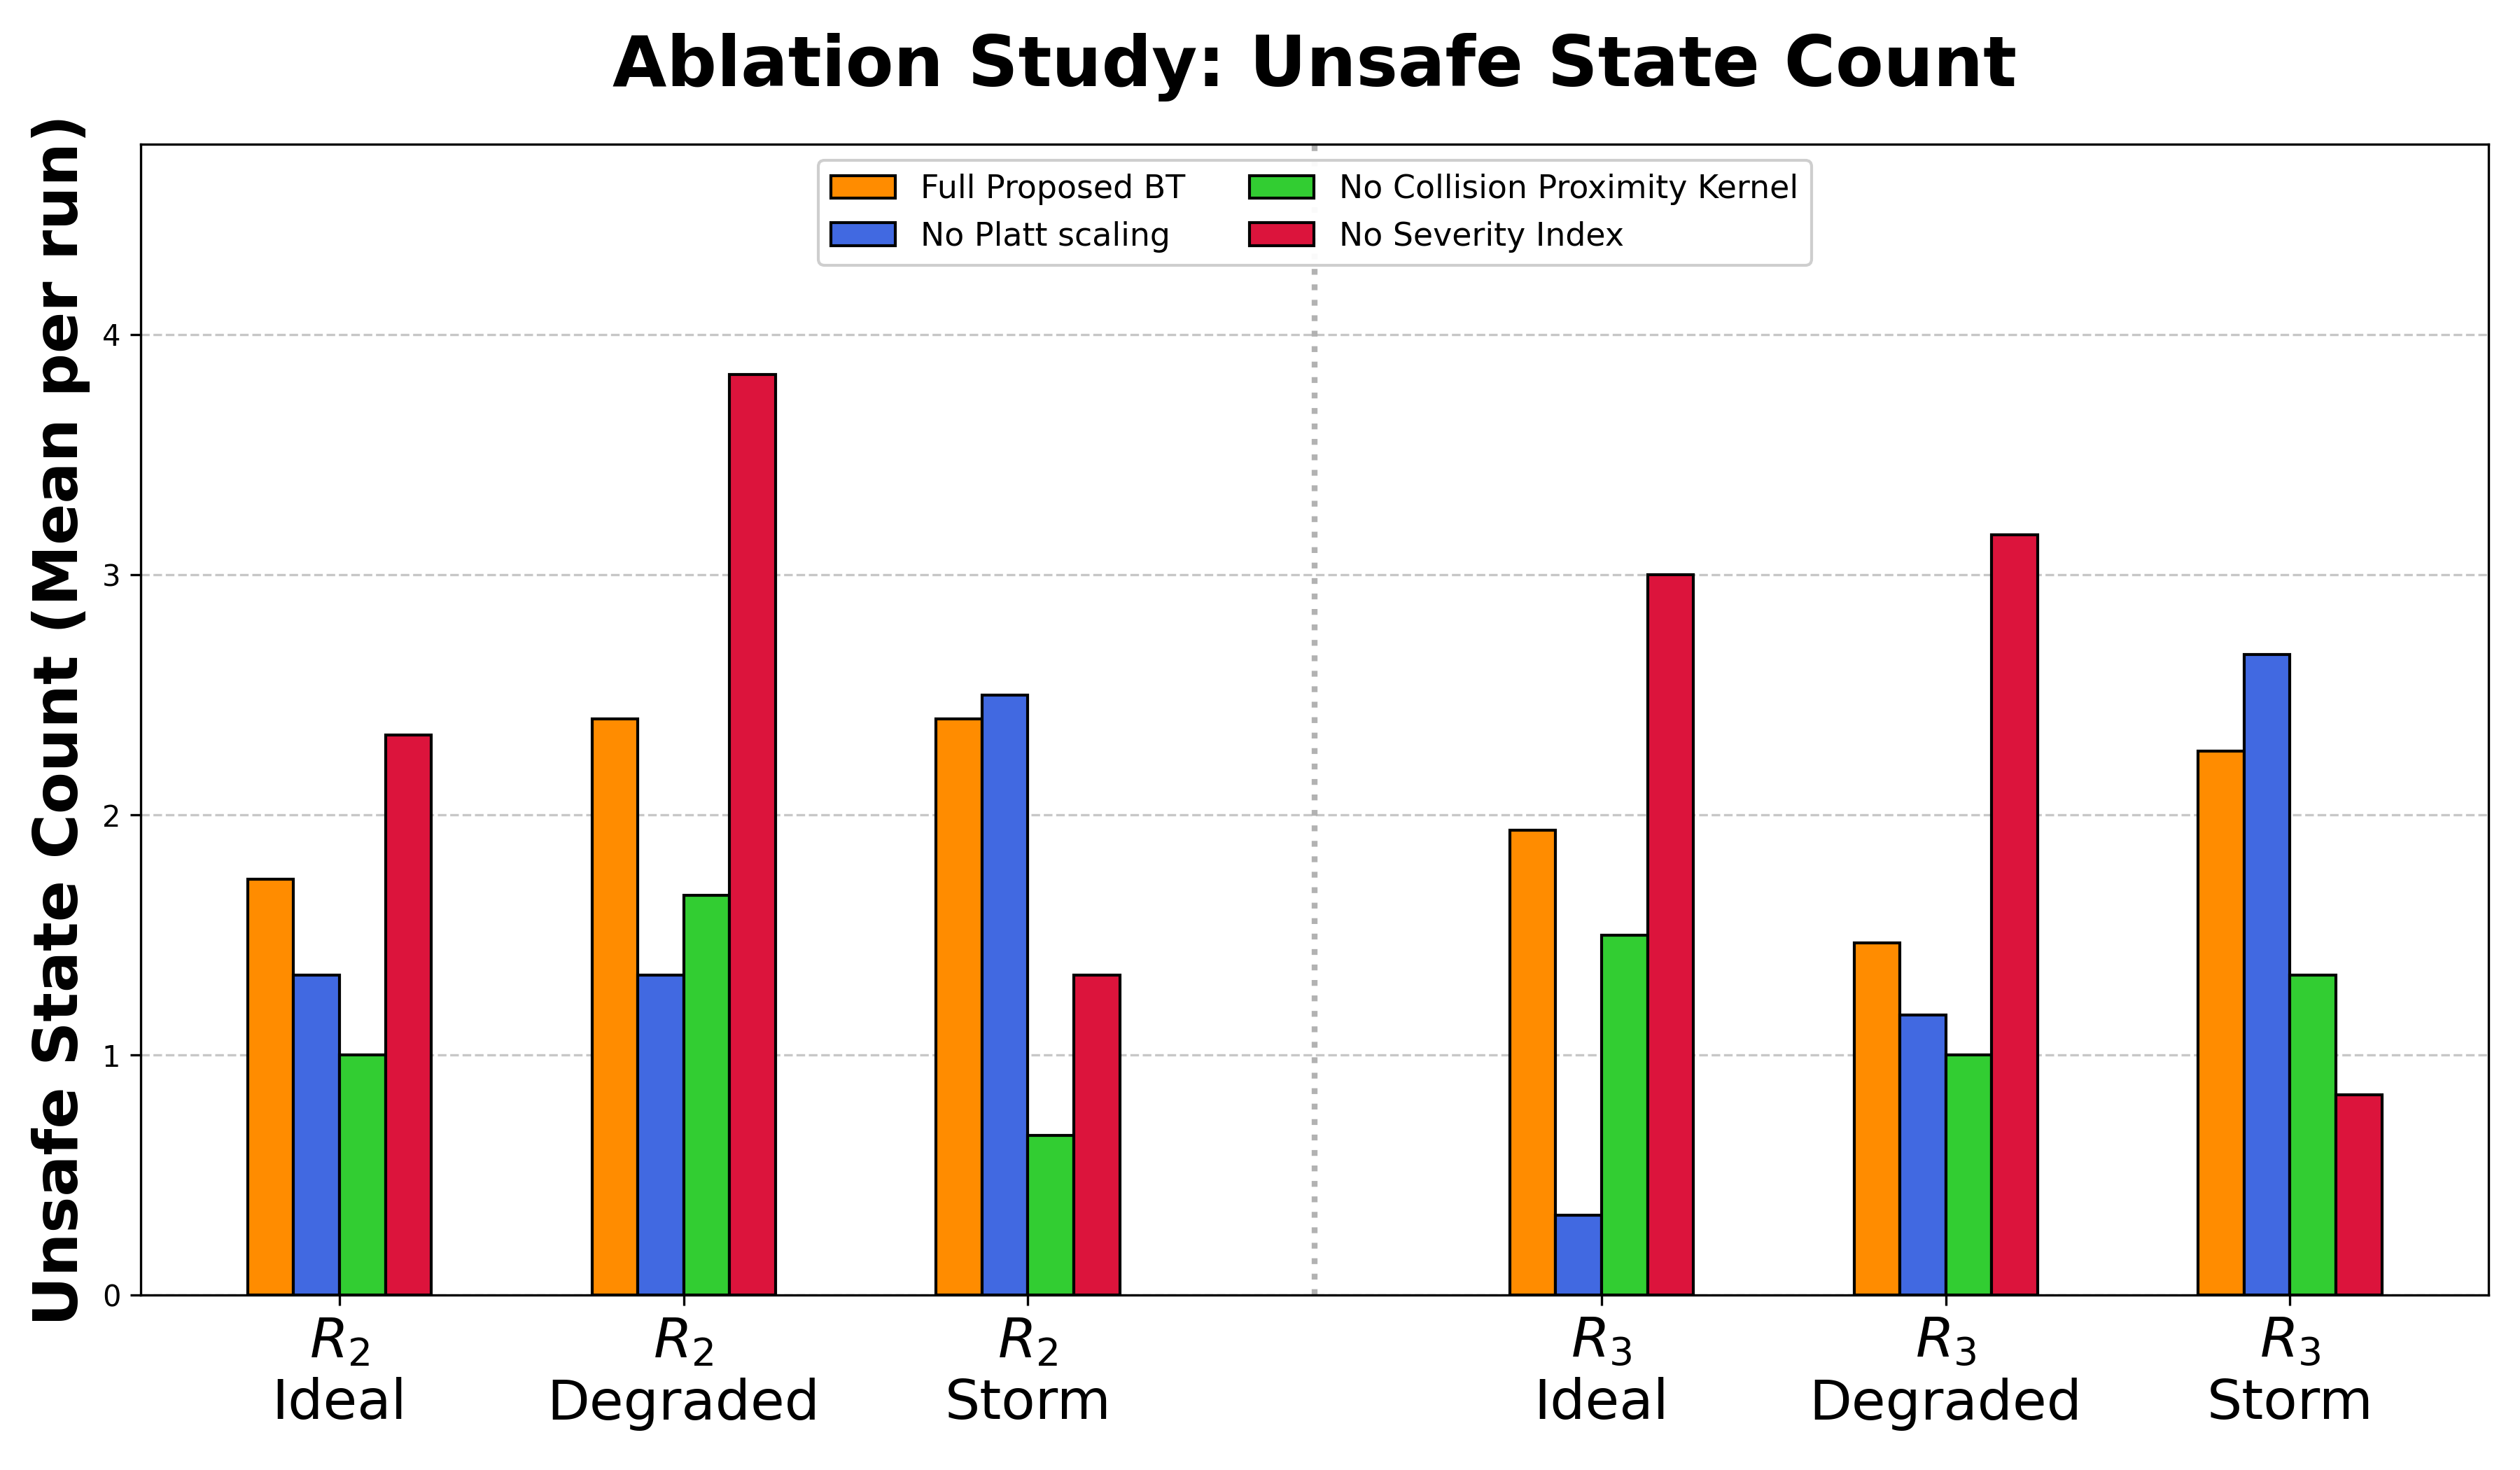 Ablation Study: Unsafe State Count
Unsafe State Count (Mean per run)
Full Proposed BT
No Platt scaling
No Collision Proximity Kernel
No Severity Index
4
3
2
1
0
R₂
Ideal
R₂
Degraded
R₂
Storm
R₃
Ideal
R₃
Degraded
R₃
Storm